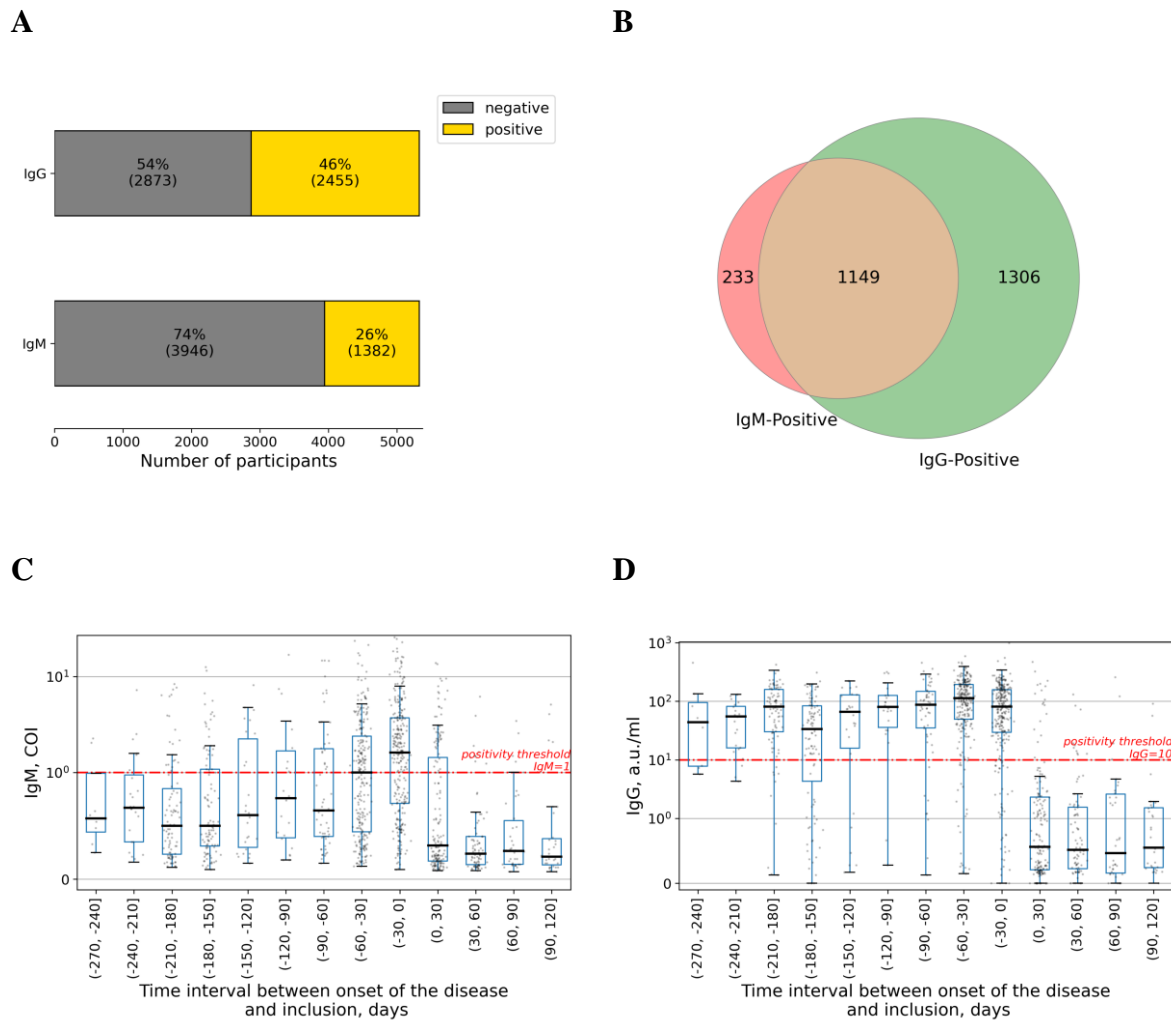 A
negative
positive
IgG
54%
(2873)
46%
(2455)
IgM
74%
(3946)
26%
(1382)
0 1000 2000 3000 4000 5000
Number of participants
B
233
1149
1306
IgM-Positive
IgG-Positive
C
IgM, COI
10¹
10⁰
0
positivity threshold
IgM=1
(-270, -240]
(-240, -210]
(-210, -180]
(-180, -150]
(-150, -120]
(-120, -90]
(-90, -60]
(-60, -30]
(-30, 0]
(0, 30]
(30, 60]
(60, 90]
(90, 120]
Time interval between onset of the disease
and inclusion, days
D
IgG, a.u./ml
10³
10²
10¹
10⁰
0
positivity threshold
IgG=10
(-270, -240]
(-240, -210]
(-210, -180]
(-180, -150]
(-150, -120]
(-120, -90]
(-90, -60]
(-60, -30]
(-30, 0]
(0, 30]
(30, 60]
(60, 90]
(90, 120]
Time interval between onset of the disease
and inclusion, days